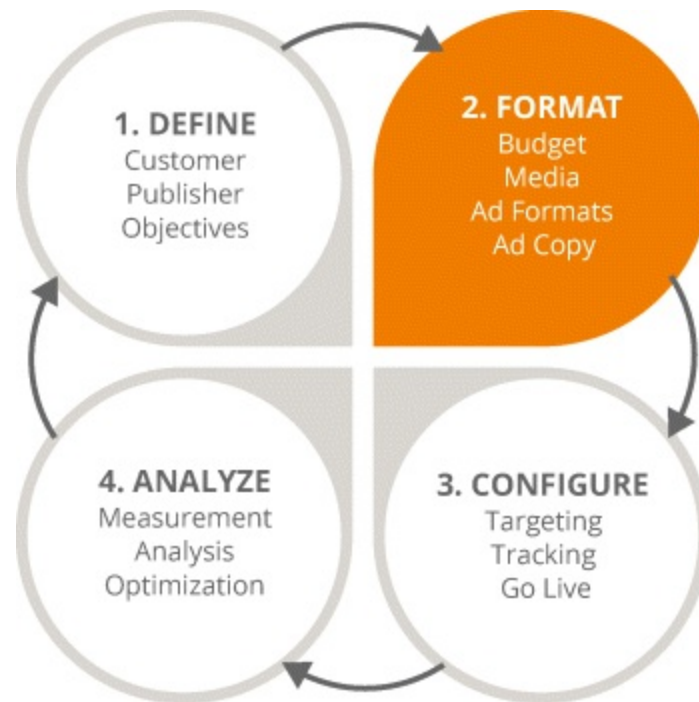 1. DEFINE
Customer
Publisher
Objectives
2. FORMAT
Budget
Media
Ad Formats
Ad Copy
3. CONFIGURE
Targeting
Tracking
Go Live
4. ANALYZE
Measurement
Analysis
Optimization